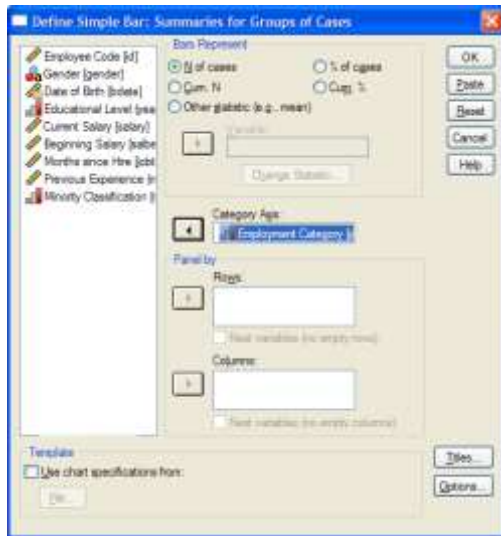 Define Simple Bar: Summaries for Groups of Cases
Employee Code [id]
Gender [gender]
Date of Birth [bdate]
Educational Level [year
Current Salary [salary]
Beginning Salary [salbe
Months since Hire [jobt
Previous Experience [n
Minority Classification [r
Bars Represent
N of cases
% of cases
Cum. N
Cum. %
Other statistic (e.g., mean)
Variable:
Change Statistic...
Category Axis:
Employment Category [
Panel by
Rows:
Nest variables (no empty rows)
Columns:
Nest variables (no empty columns)
Template
Use chart specifications from:
File...
OK
Paste
Reset
Cancel
Help
Titles...
Options...